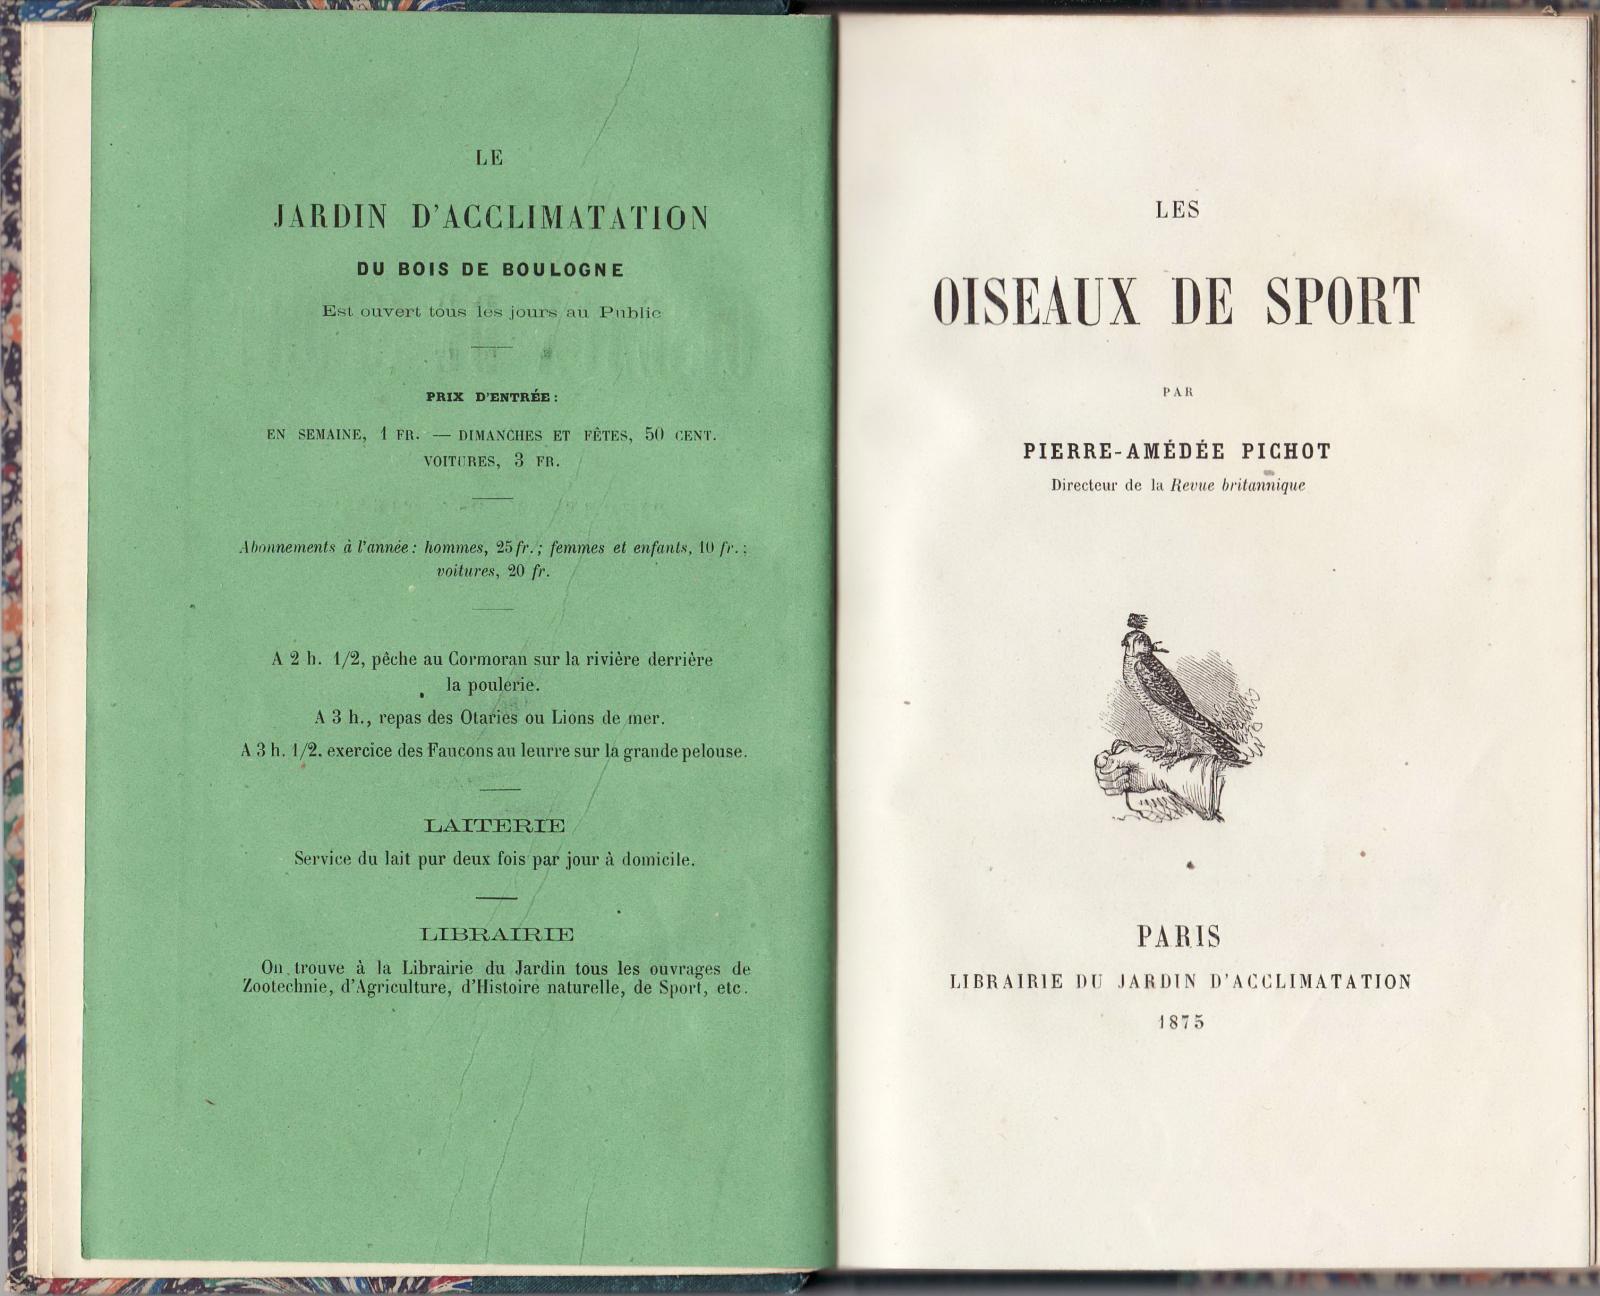 LE
JARDIN D'ACCLIMATATION
DU BOIS DE BOULOGNE
Est ouvert tous les jours au Public
PRIX D'ENTRÉE :
EN SEMAINE, 1 FR. — DIMANCHES ET FÊTES, 50 CENT.
VOITURES, 3 FR.
Abonnements à l'année : hommes, 25 fr. ; femmes et enfants, 10 fr. ;
voitures, 20 fr.
A 2 h. 1/2, pêche au Cormoran sur la rivière derrière
la poulerie.
A 3 h., repas des Otaries ou Lions de mer.
A 3 h. 1/2. exercice des Faucons au leurre sur la grande pelouse.
LAITERIE
Service du lait pur deux fois par jour à domicile.
LIBRAIRIE
On trouve à la Librairie du Jardin tous les ouvrages de
Zootechnie, d'Agriculture, d'Histoire naturelle, de Sport, etc.
LES
OISEAUX DE SPORT
PAR
PIERRE-AMÉDÉE PICHOT
Directeur de la Revue britannique
PARIS
LIBRAIRIE DU JARDIN D'ACCLIMATATION
1875